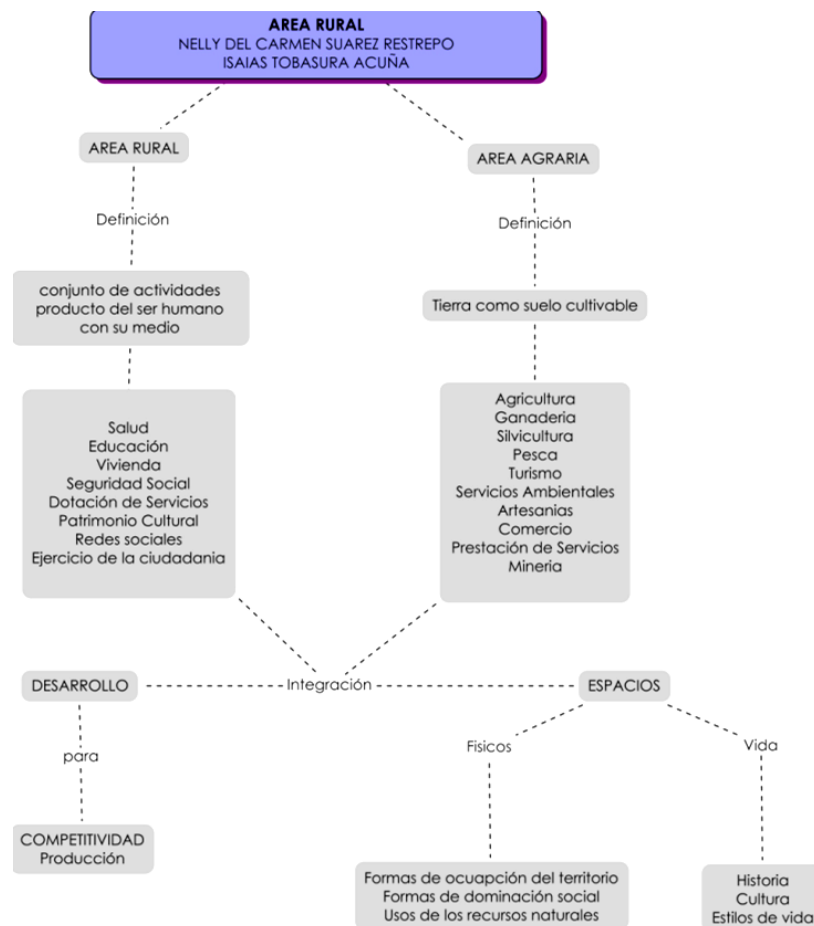 AREA RURAL
NELLY DEL CARMEN SUAREZ RESTREPO
ISAIAS TOBASURA ACUÑA
AREA RURAL
AREA AGRARIA
Definición
Definición
conjunto de actividades
producto del ser humano
con su medio
Tierra como suelo cultivable
Salud
Educación
Vivienda
Seguridad Social
Dotación de Servicios
Patrimonio Cultural
Redes sociales
Ejercicio de la ciudadania
Agricultura
Ganaderia
Silvicultura
Pesca
Turismo
Servicios Ambientales
Artesanias
Comercio
Prestación de Servicios
Mineria
DESARROLLO
Integración
ESPACIOS
para
Fisicos
Vida
COMPETITIVIDAD
Producción
Formas de ocuapción del territorio
Formas de dominación social
Usos de los recursos naturales
Historia
Cultura
Estilos de vida